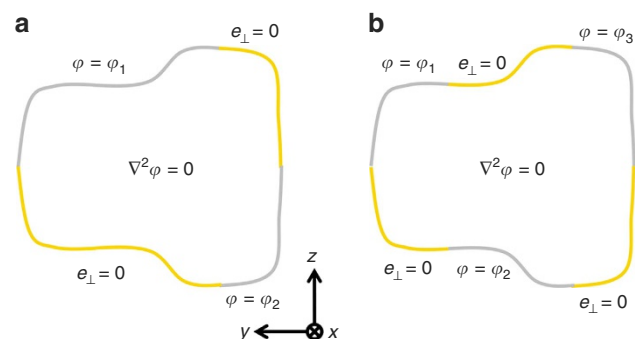 a
e⊥ = 0
φ = φ1
∇²φ = 0
e⊥ = 0
φ = φ2
b
φ = φ3
φ = φ1
e⊥ = 0
∇²φ = 0
e⊥ = 0
φ = φ2
e⊥ = 0
z
y
x